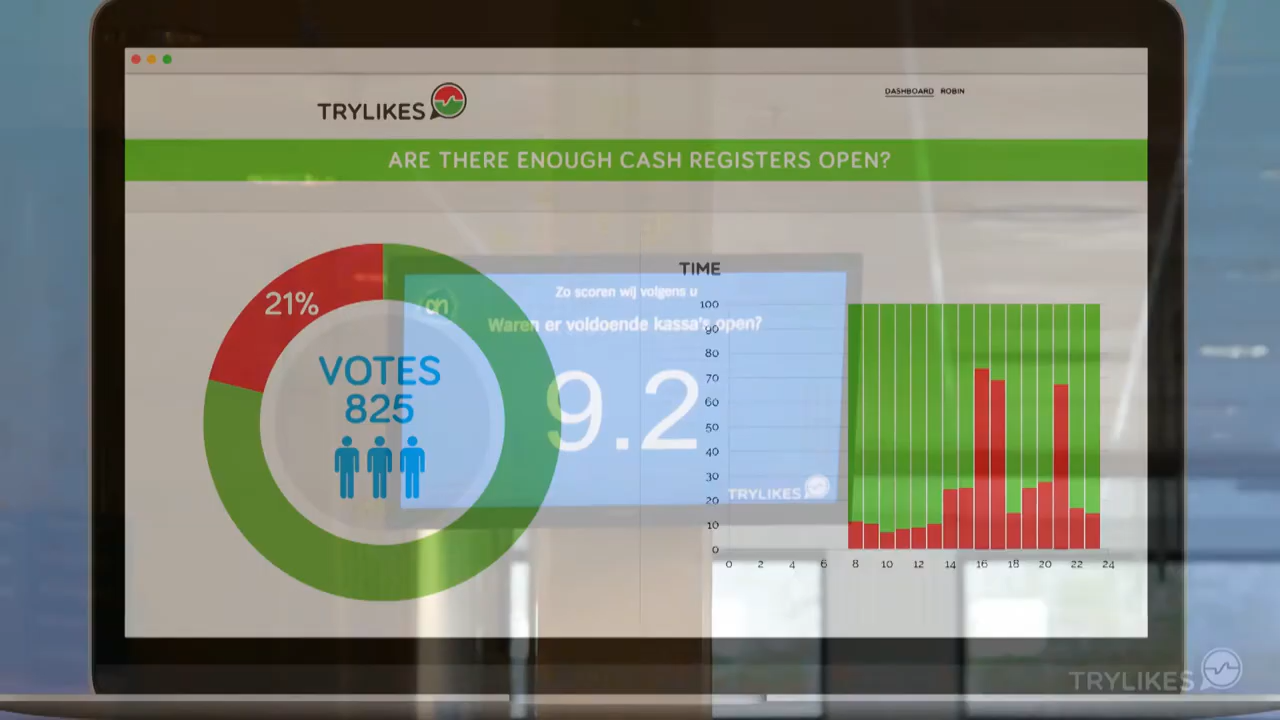 TRYLIKES
DASHBOARD ROBIN
ARE THERE ENOUGH CASH REGISTERS OPEN?
21%
VOTES
825
Zo scoren wij volgens u
Waren er voldoende kassa's open?
9.2
TRYLIKES
TIME
100
90
80
70
60
50
40
30
20
10
0
0 2 4 6 8 10 12 14 16 18 20 22 24
TRYLIKES